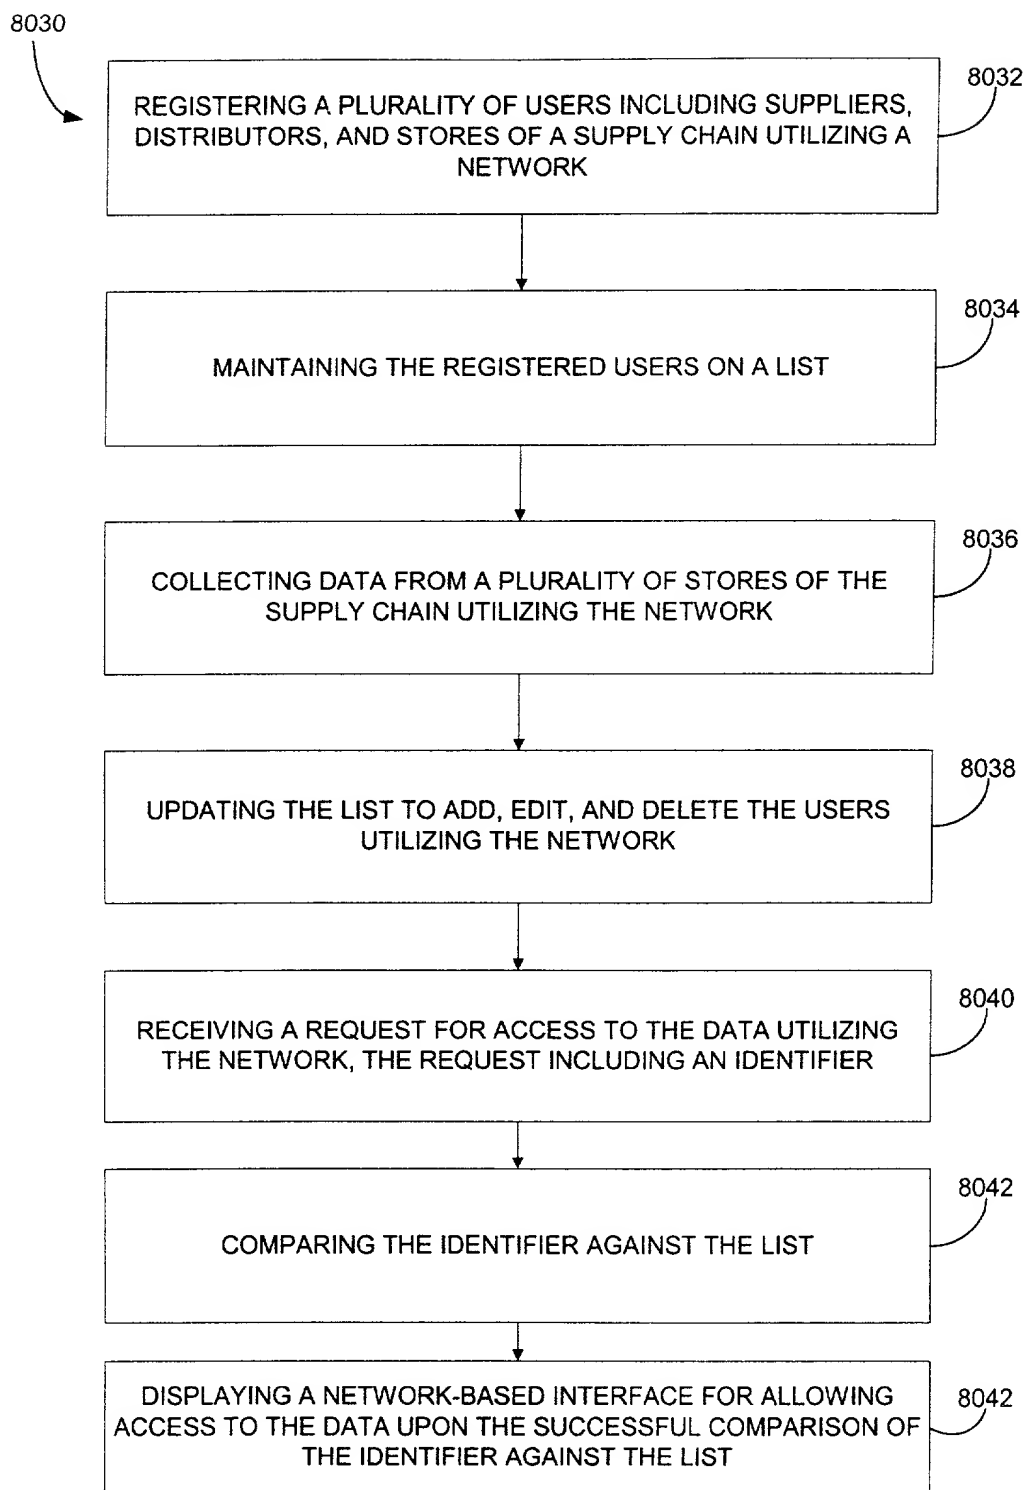 8030
8032
REGISTERING A PLURALITY OF USERS INCLUDING SUPPLIERS,
DISTRIBUTORS, AND STORES OF A SUPPLY CHAIN UTILIZING A
NETWORK
8034
MAINTAINING THE REGISTERED USERS ON A LIST
8036
COLLECTING DATA FROM A PLURALITY OF STORES OF THE
SUPPLY CHAIN UTILIZING THE NETWORK
8038
UPDATING THE LIST TO ADD, EDIT, AND DELETE THE USERS
UTILIZING THE NETWORK
8040
RECEIVING A REQUEST FOR ACCESS TO THE DATA UTILIZING
THE NETWORK, THE REQUEST INCLUDING AN IDENTIFIER
8042
COMPARING THE IDENTIFIER AGAINST THE LIST
8042
DISPLAYING A NETWORK-BASED INTERFACE FOR ALLOWING
ACCESS TO THE DATA UPON THE SUCCESSFUL COMPARISON OF
THE IDENTIFIER AGAINST THE LIST